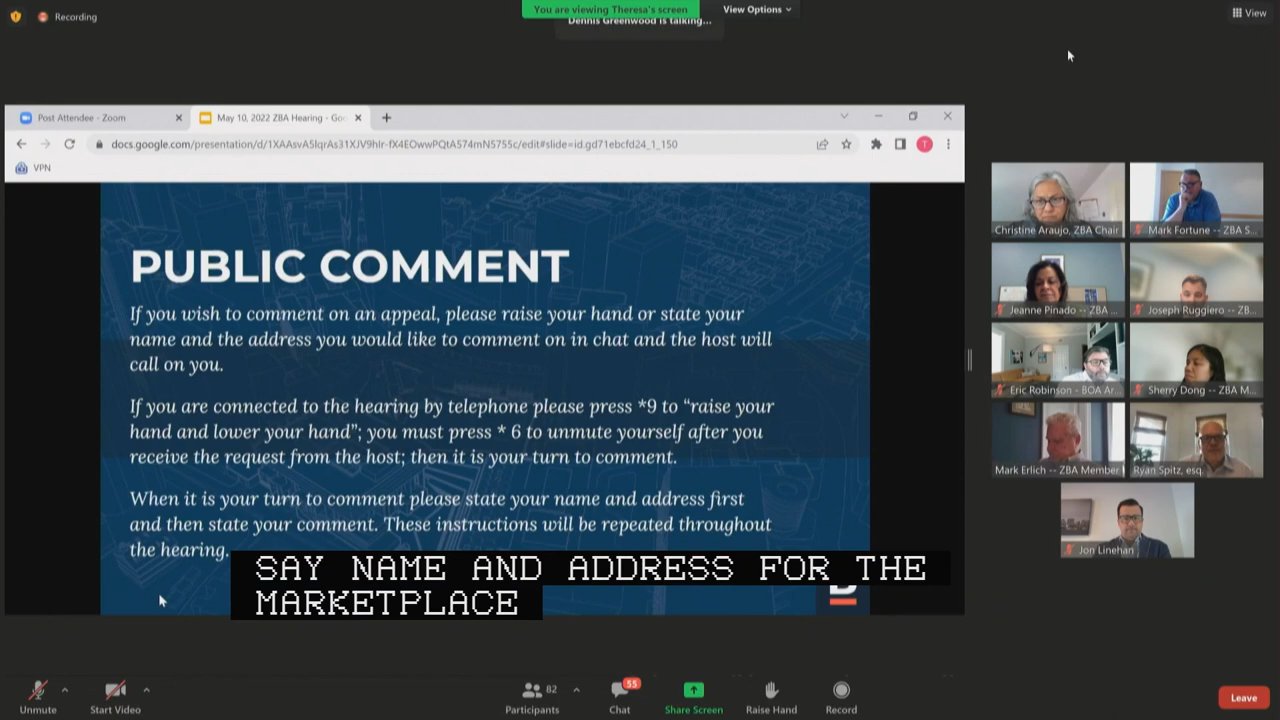 Recording
You are viewing Theresa's screen
View Options
Dennis Greenwood is talking...
View
Post Attendee - Zoom
May 10, 2022 ZBA Hearing - Goo
docs.google.com/presentation/d/1XAAsvA5lqrAs31XJV9hIr-fX4EOwwPQtA574mN5755c/edit#slide=id.gd71ebcfd24_1_150
T
VPN
PUBLIC COMMENT
If you wish to comment on an appeal, please raise your hand or state your
name and the address you would like to comment on in chat and the host will
call on you.
If you are connected to the hearing by telephone please press *9 to “raise your
hand and lower your hand”; you must press * 6 to unmute yourself after you
receive the request from the host; then it is your turn to comment.
When it is your turn to comment please state your name and address first
and then state your comment. These instructions will be repeated throughout
the hearing.
SAY NAME AND ADDRESS FOR THE
MARKETPLACE
Christine Araujo, ZBA Chair
Mark Fortune -- ZBA S...
Jeanne Pinado -- ZBA ...
Joseph Ruggiero -- ZB...
Eric Robinson - BOA Ar...
Sherry Dong -- ZBA M...
Mark Erlich -- ZBA Member
Ryan Spitz, esq.
Jon Linehan
Unmute
Start Video
82
Participants
55
Chat
Share Screen
Raise Hand
Record
Leave